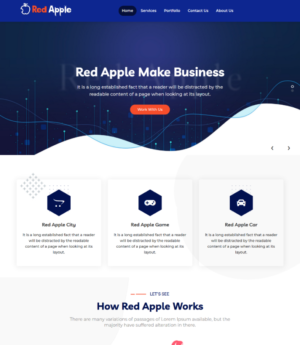 Red Apple
Home Services Portfolio Contact Us About Us
Red Apple Make Business
It is a long established fact that a reader will be distracted by the
readable content of a page when looking at its layout.
Work With Us
Red Apple City
It is a long established fact that a reader
will be distracted by the readable
content of a page when looking at its
layout.
Red Apple Game
It is a long established fact that a reader
will be distracted by the readable
content of a page when looking at its
layout.
Red Apple Car
It is a long established fact that a reader
will be distracted by the readable
content of a page when looking at its
layout.
LET'S SEE
How Red Apple Works
There are many variations of passages of Lorem Ipsum available, but the
majority have suffered alteration in them.